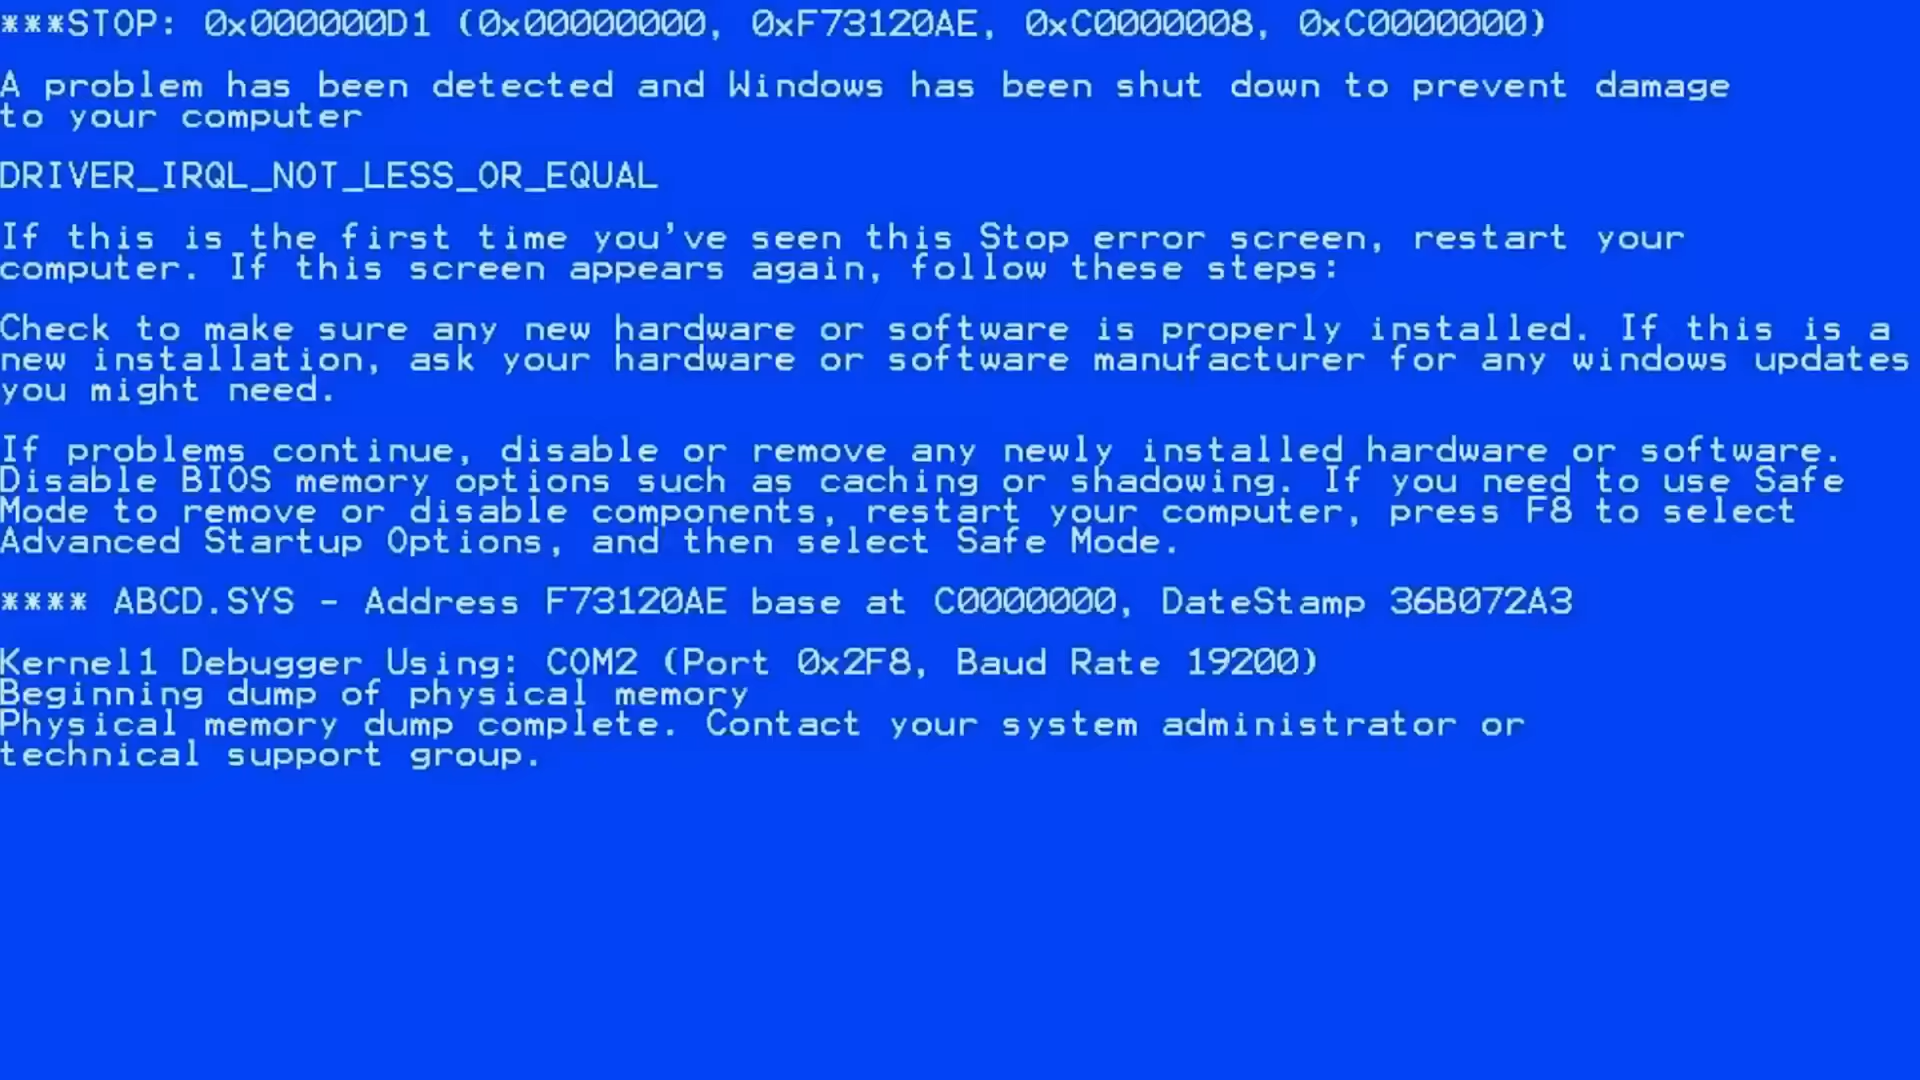 ***STOP: 0x000000D1 (0x00000000, 0xF73120AE, 0xC0000008, 0xC0000000)
A problem has been detected and Windows has been shut down to prevent damage
to your computer
DRIVER_IRQL_NOT_LESS_OR_EQUAL
If this is the first time you've seen this Stop error screen, restart your
computer. If this screen appears again, follow these steps:
Check to make sure any new hardware or software is properly installed. If this is a
new installation, ask your hardware or software manufacturer for any windows updates
you might need.
If problems continue, disable or remove any newly installed hardware or software.
Disable BIOS memory options such as caching or shadowing. If you need to use Safe
Mode to remove or disable components, restart your computer, press F8 to select
Advanced Startup Options, and then select Safe Mode.
**** ABCD.SYS - Address F73120AE base at C0000000, DateStamp 36B072A3
Kernel1 Debugger Using: COM2 (Port 0x2F8, Baud Rate 19200)
Beginning dump of physical memory
Physical memory dump complete. Contact your system administrator or
technical support group.